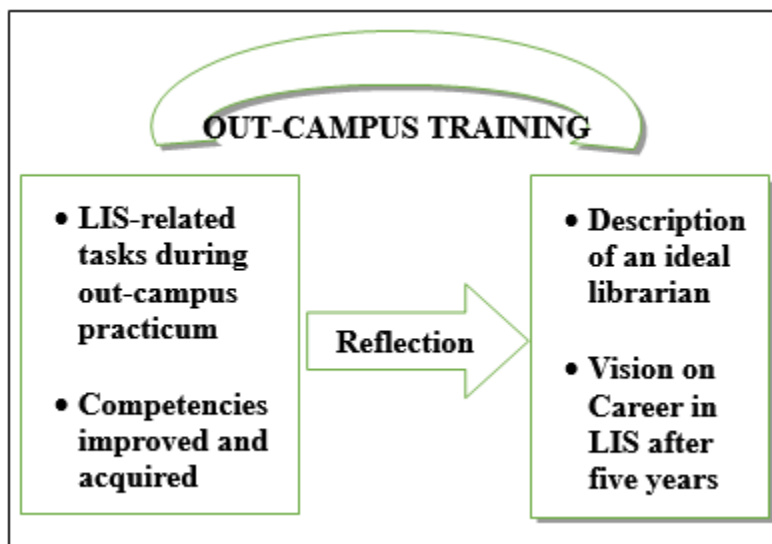 OUT-CAMPUS TRAINING
• LIS-related
tasks during
out-campus
practicum
• Competencies
improved and
acquired
Reflection
• Description
of an ideal
librarian
• Vision on
Career in
LIS after
five years